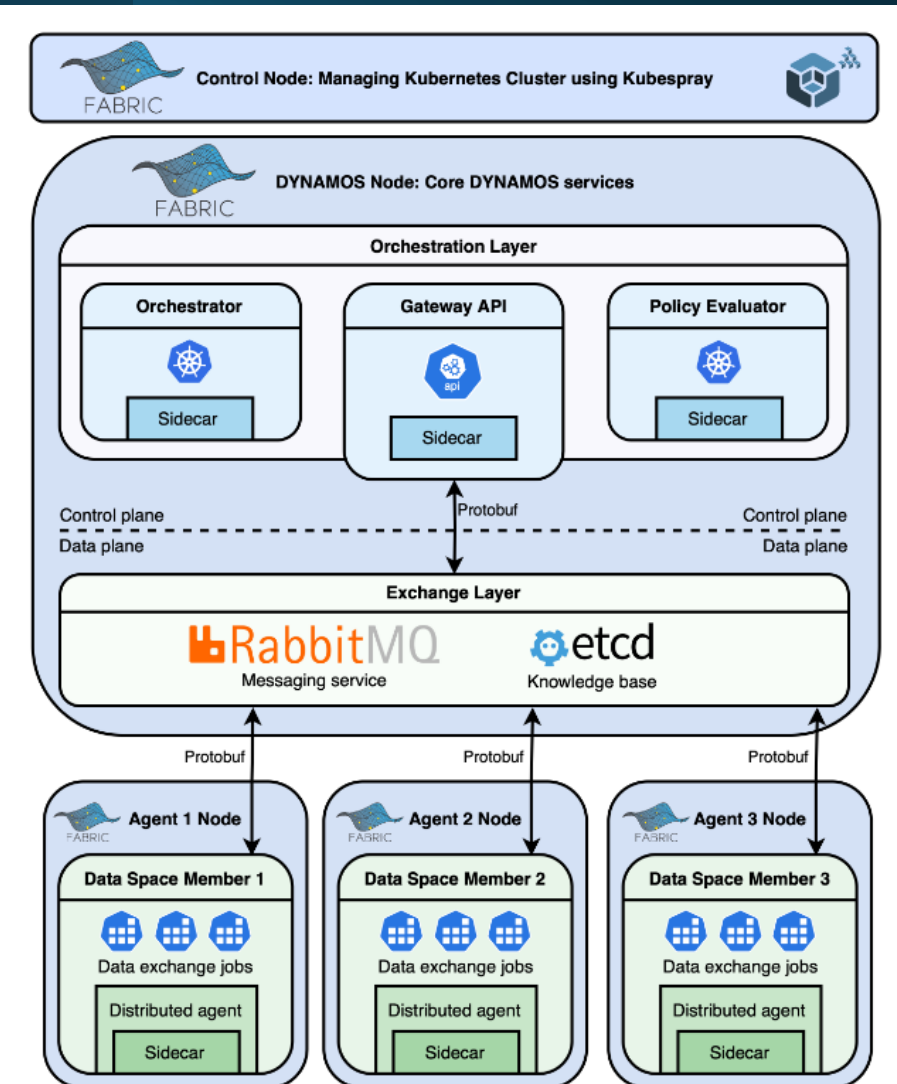 FABRIC
Control Node: Managing Kubernetes Cluster using Kubespray
FABRIC
DYNAMOS Node: Core DYNAMOS services
Orchestration Layer
Orchestrator
Gateway API
Policy Evaluator
api
Sidecar
Sidecar
Sidecar
Protobuf
Control plane
Control plane
Data plane
Data plane
Exchange Layer
RabbitMQ
etcd
Messaging service
Knowledge base
Protobuf
Protobuf
Protobuf
FABRIC
Agent 1 Node
FABRIC
Agent 2 Node
FABRIC
Agent 3 Node
Data Space Member 1
Data Space Member 2
Data Space Member 3
Data exchange jobs
Data exchange jobs
Data exchange jobs
Distributed agent
Distributed agent
Distributed agent
Sidecar
Sidecar
Sidecar